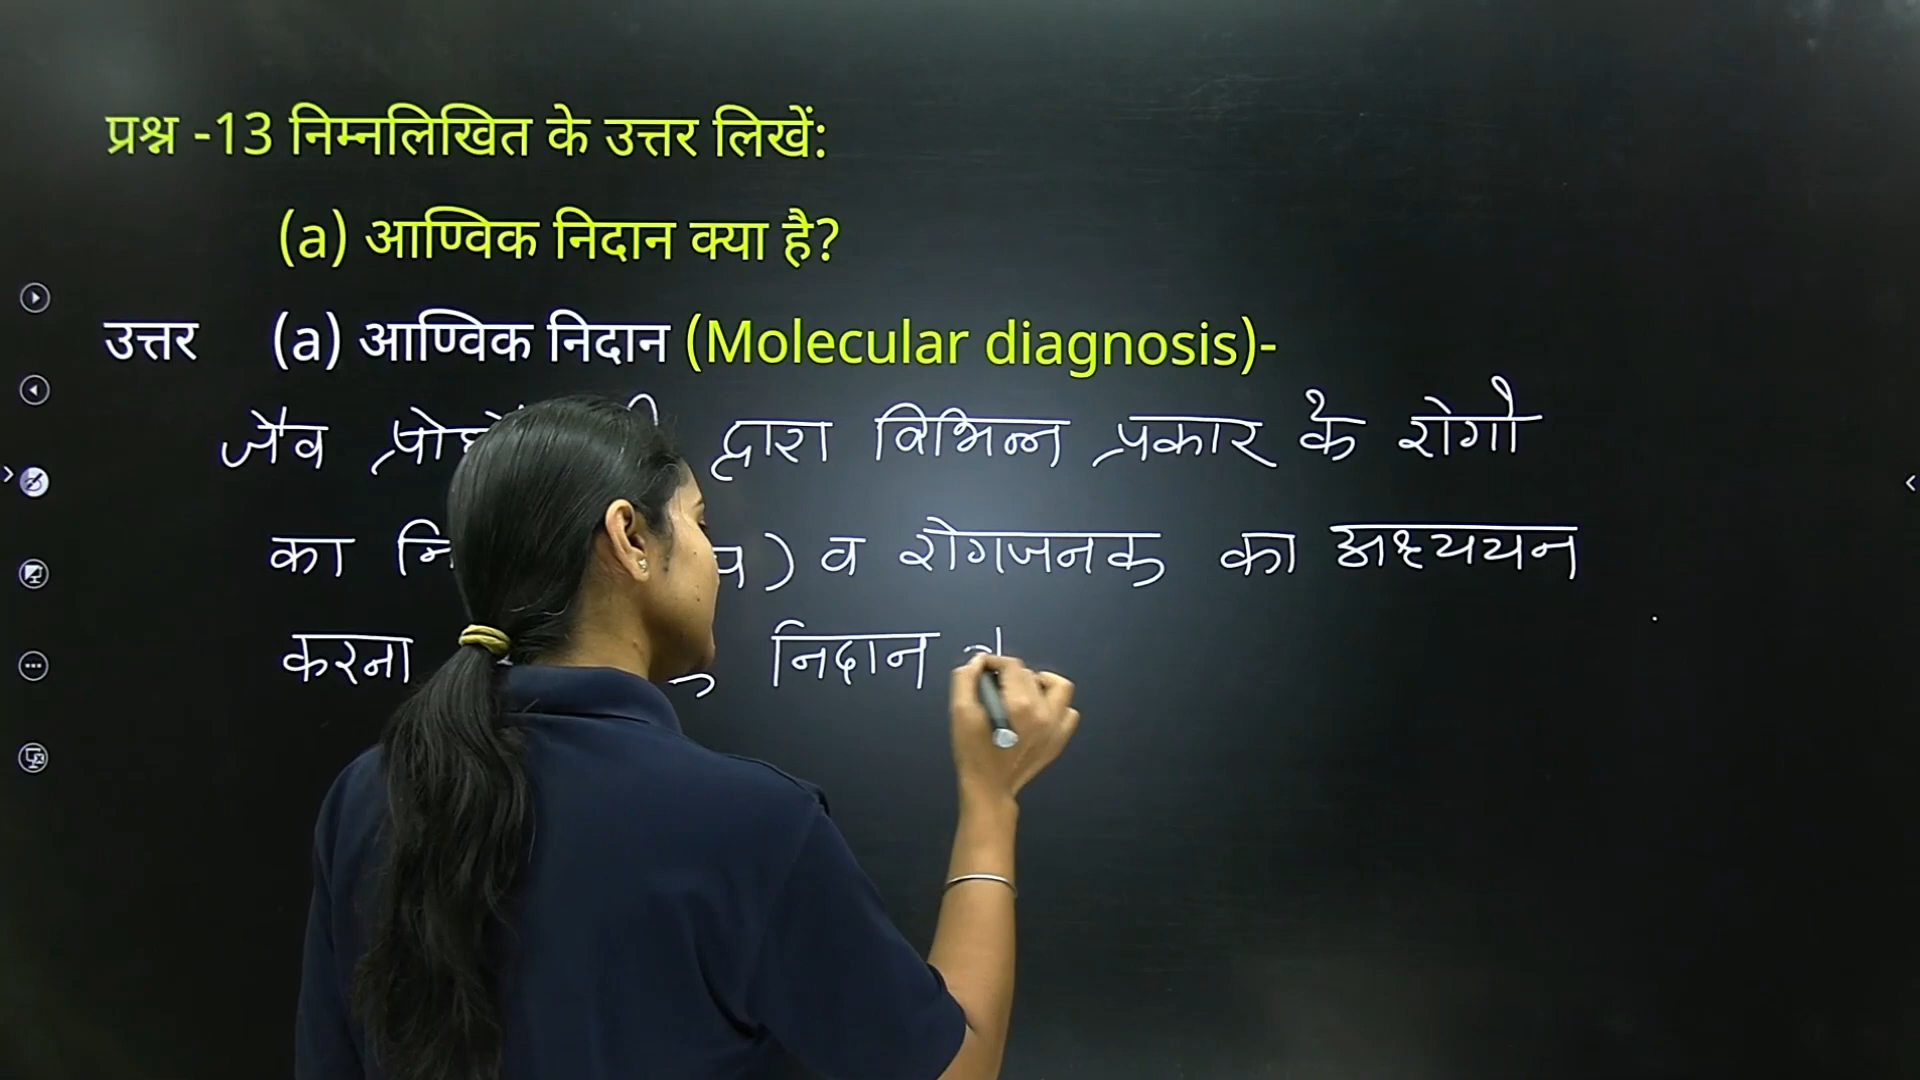 प्रश्न -13 निम्नलिखित के उत्तर लिखें:
(a) आण्विक निदान क्या है?
उत्तर (a) आण्विक निदान (Molecular diagnosis)-
जैव द्वारा विभिन्न प्रकार के रोगो
का व रोगजनक का अध्ययन
करना निदान